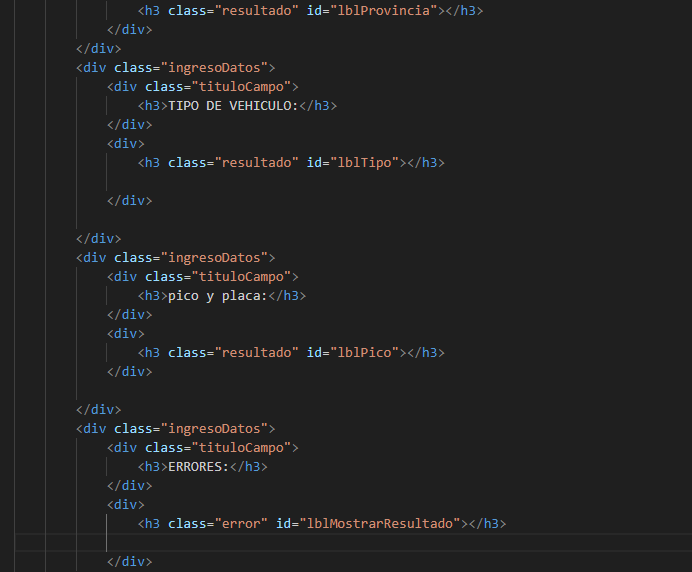 <h3 class="resultado" id="lblProvincia"></h3>
</div>
</div>
<div class="ingresoDatos">
<div class="tituloCampo">
<h3>TIPO DE VEHICULO:</h3>
</div>
<div>
<h3 class="resultado" id="lblTipo"></h3>
</div>
</div>
<div class="ingresoDatos">
<div class="tituloCampo">
<h3>pico y placa:</h3>
</div>
<div>
<h3 class="resultado" id="lblPico"></h3>
</div>
</div>
<div class="ingresoDatos">
<div class="tituloCampo">
<h3>ERRORES:</h3>
</div>
<div>
<h3 class="error" id="lblMostrarResultado"></h3>
</div>